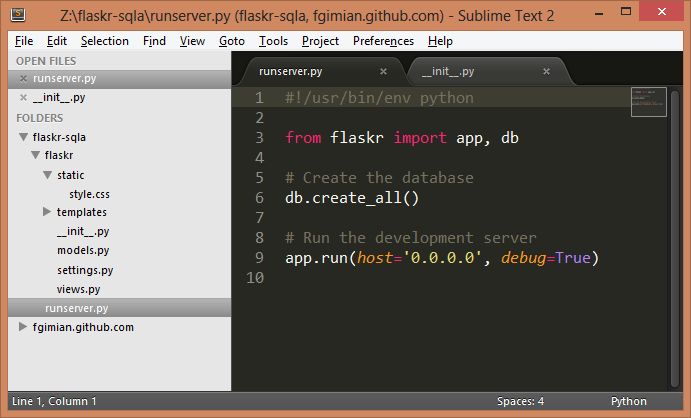 Z:\flaskr-sqla\runserver.py (flaskr-sqla, fgimian.github.com) - Sublime Text 2
File Edit Selection Find View Goto Tools Project Preferences Help
OPEN FILES
runserver.py
__init__.py
FOLDERS
flaskr-sqla
flaskr
static
style.css
templates
__init__.py
models.py
settings.py
views.py
runserver.py
fgimian.github.com
runserver.py __init__.py
1 #!/usr/bin/env python
2
3 from flaskr import app, db
4
5 # Create the database
6 db.create_all()
7
8 # Run the development server
9 app.run(host='0.0.0.0', debug=True)
10
Line 1, Column 1 Spaces: 4 Python